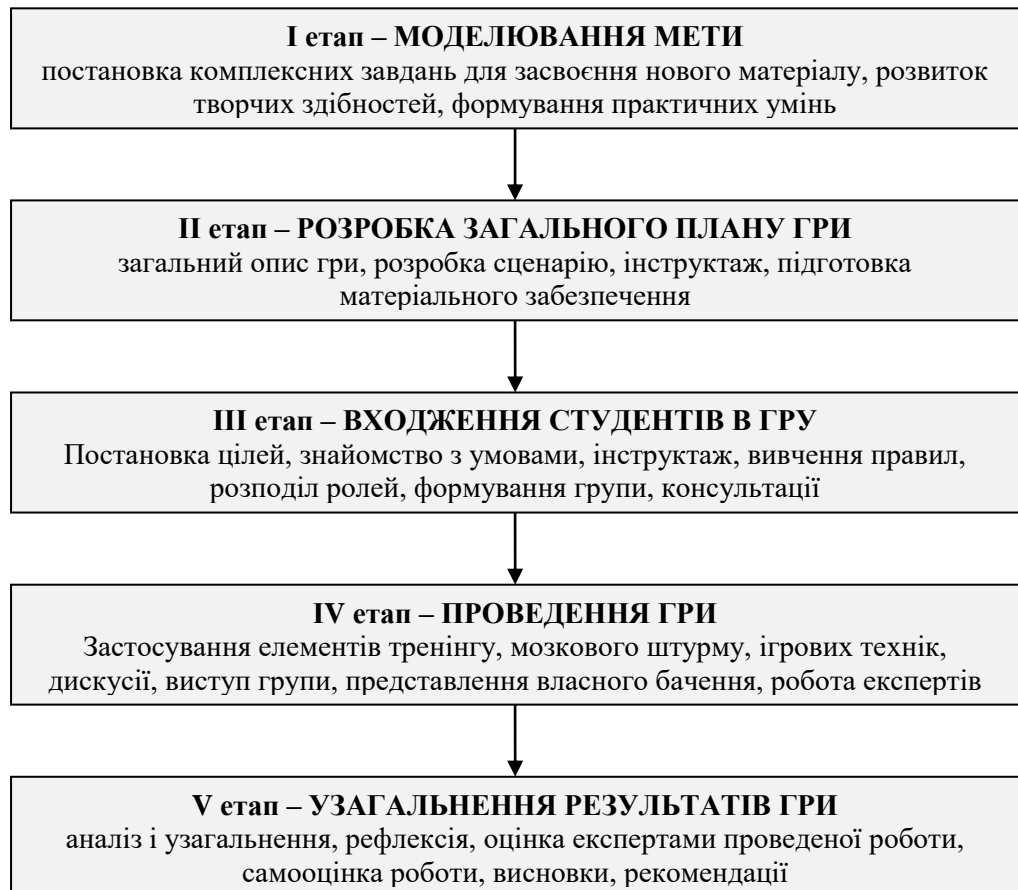 І етап – МОДЕЛЮВАННЯ МЕТИ
постановка комплексних завдань для засвоєння нового матеріалу, розвиток
творчих здібностей, формування практичних умінь
ІІ етап – РОЗРОБКА ЗАГАЛЬНОГО ПЛАНУ ГРИ
загальний опис гри, розробка сценарію, інструктаж, підготовка
матеріального забезпечення
ІІІ етап – ВХОДЖЕННЯ СТУДЕНТІВ В ГРУ
Постановка цілей, знайомство з умовами, інструктаж, вивчення правил,
розподіл ролей, формування групи, консультації
IV етап – ПРОВЕДЕННЯ ГРИ
Застосування елементів тренінгу, мозкового штурму, ігрових технік,
дискусії, виступ групи, представлення власного бачення, робота експертів
V етап – УЗАГАЛЬНЕННЯ РЕЗУЛЬТАТІВ ГРИ
аналіз і узагальнення, рефлексія, оцінка експертами проведеної роботи,
самооцінка роботи, висновки, рекомендації